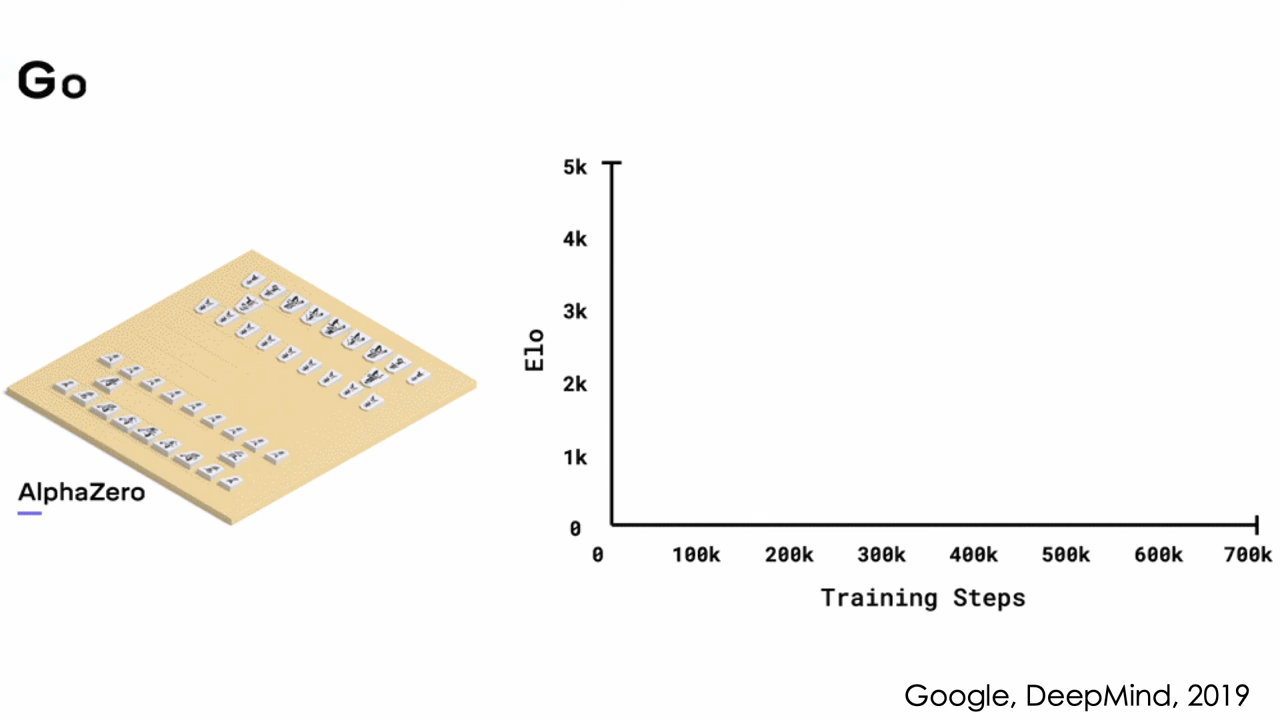 Go
5k
4k
3k
2k
1k
0
Elo
0 100k 200k 300k 400k 500k 600k 700k
Training Steps
AlphaZero
Google, DeepMind, 2019